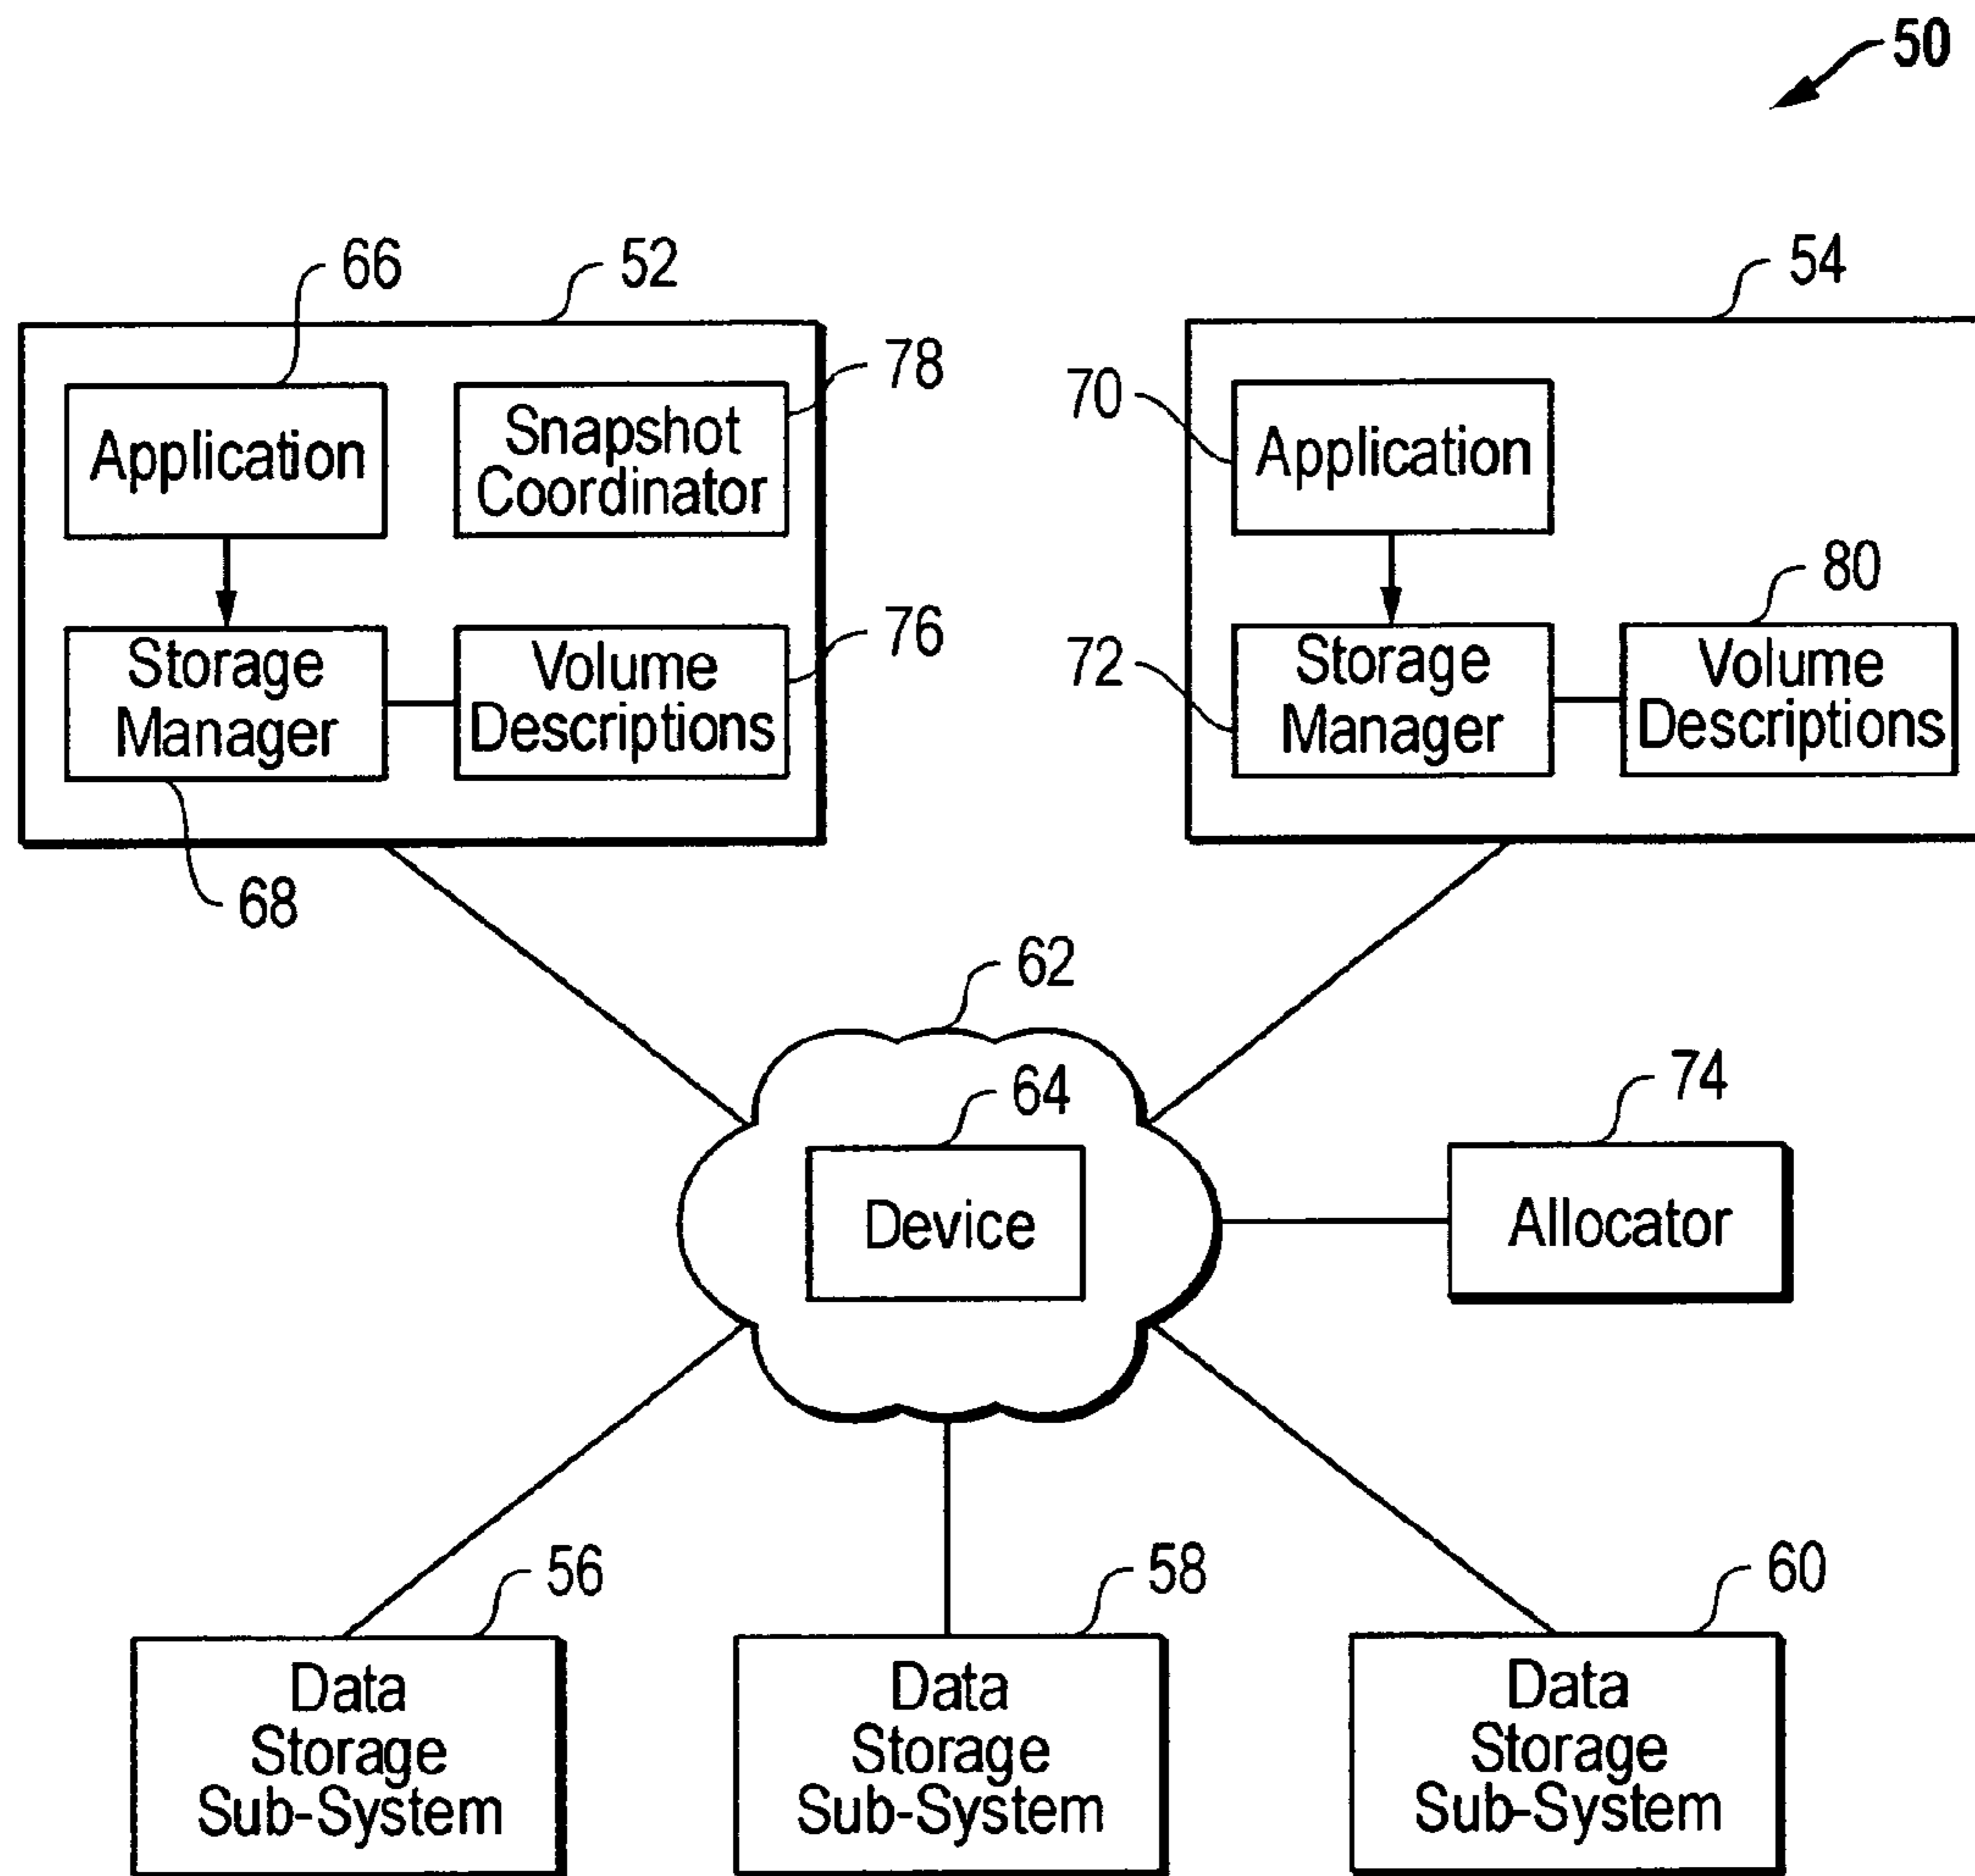 50
66
52
54
78
70
Application
Snapshot
Coordinator
Application
80
76
72
Storage
Manager
Volume
Descriptions
Storage
Manager
Volume
Descriptions
68
62
64
74
Device
Allocator
56
58
60
Data
Storage
Sub-System
Data
Storage
Sub-System
Data
Storage
Sub-System